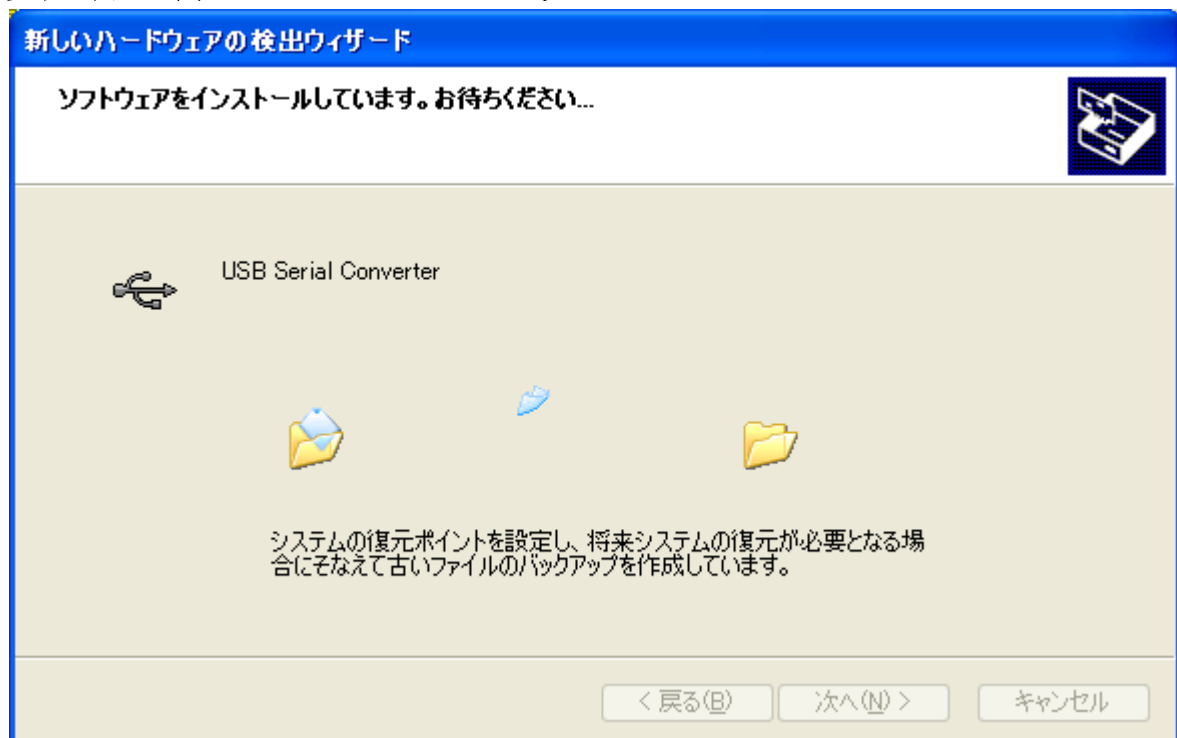 新しいハードウェアの検出ウィザード
ソフトウェアをインストールしています。お待ちください...
USB Serial Converter
システムの復元ポイントを設定し、将来システムの復元が必要となる場
合にそなえて古いファイルのバックアップを作成しています。
< 戻る(B)
次へ(N) >
キャンセル